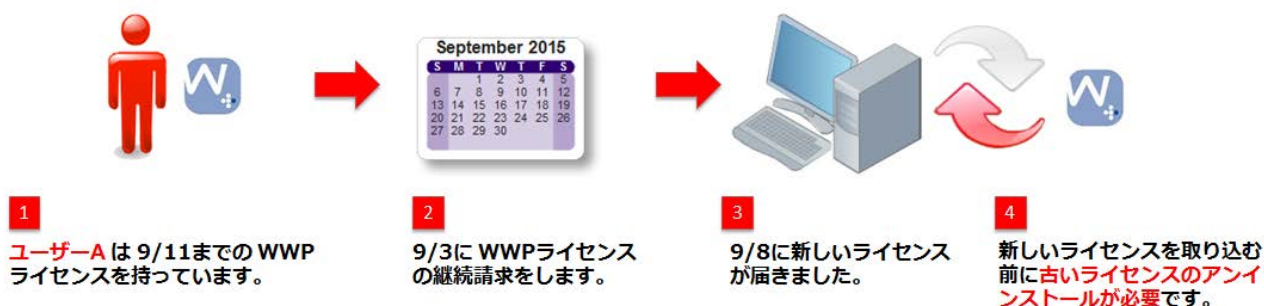 September 2015
S M T W T F S
1 2 3 4 5
6 7 8 9 10 11 12
13 14 15 16 17 18 19
20 21 22 23 24 25 26
27 28 29 30
W
W
1
ユーザーA は 9/11までの WWP
ライセンスを持っています。
2
9/3に WWPライセンス
の継続請求をします。
3
9/8に新しいライセンス
が届きました。
4
新しいライセンスを取り込む
前に古いライセンスのアンイ
ンストールが必要です。